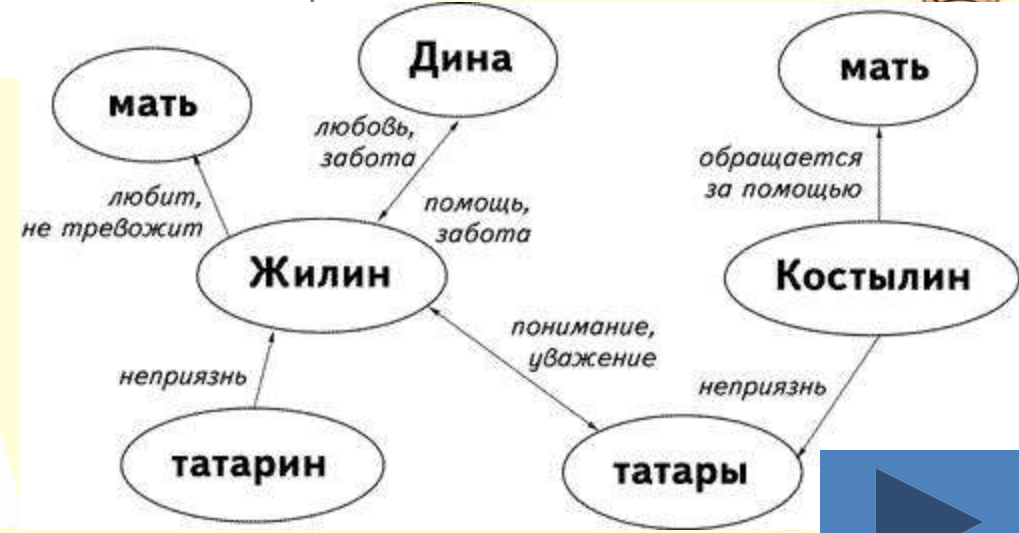 Дина
мать
мать
любовь,
забота
обращается
за помощью
любит,
не тревожит
помощь,
забота
Жилин
Костылин
понимание,
уважение
неприязнь
неприязнь
татарин
татары